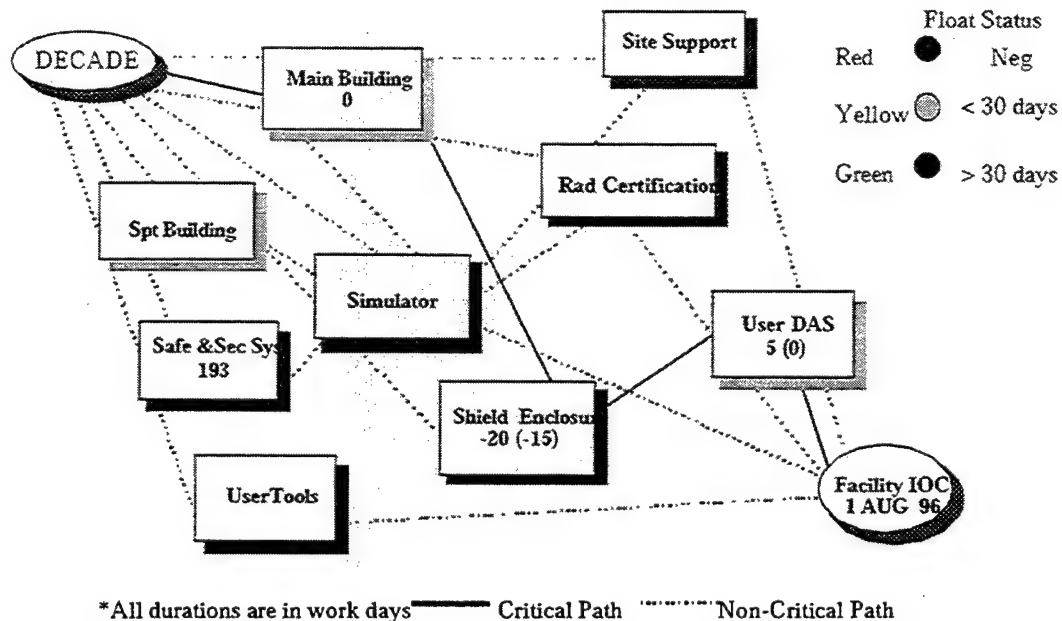 DECADE
Main Building
0
Site Support
Float Status
Red Neg
Yellow < 30 days
Green > 30 days
Rad Certification
Spt Building
Simulator
User DAS
5 (0)
Safe &Sec Sys
193
Shield Enclosur
-20 (-15)
UserTools
Facility IOC
1 AUG 96
*All durations are in work days Critical Path Non-Critical Path